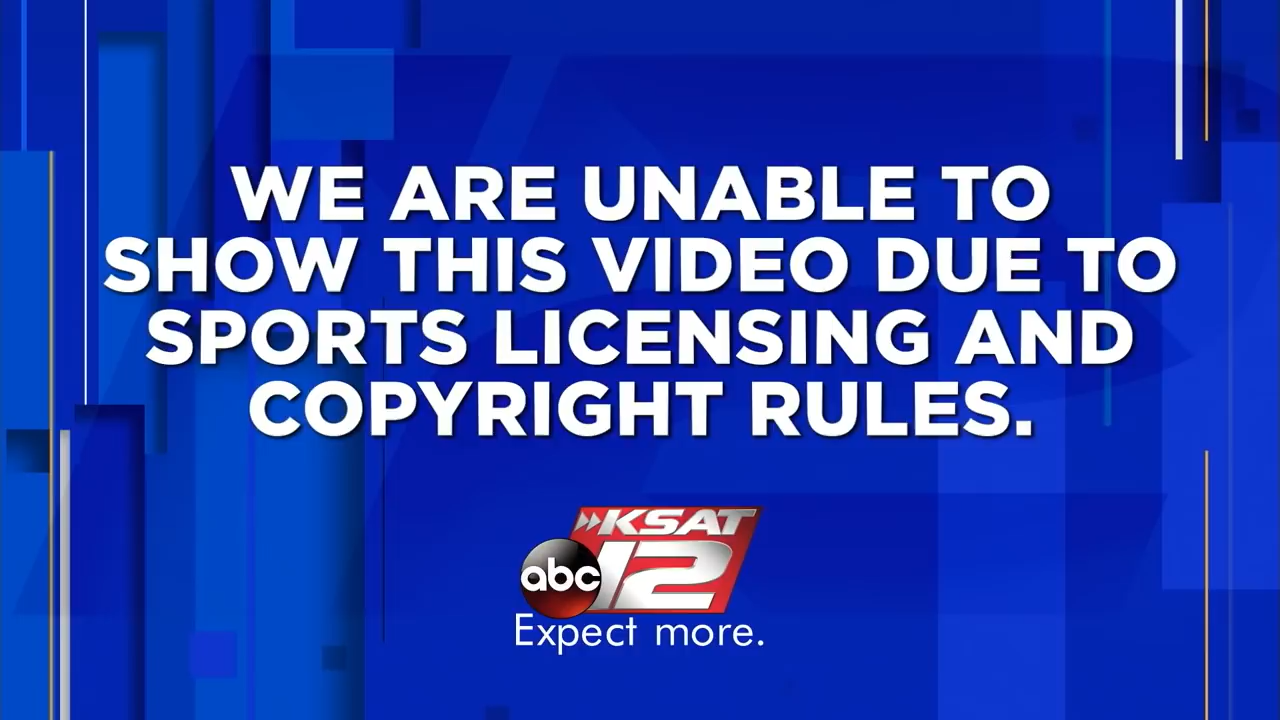 WE ARE UNABLE TO
SHOW THIS VIDEO DUE TO
SPORTS LICENSING AND
COPYRIGHT RULES.
KSAT
abc 12
Expect more.